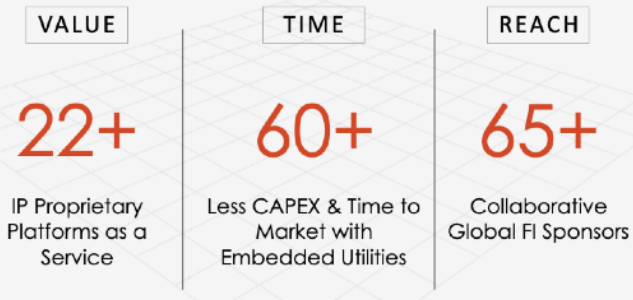 VALUE
22+
IP Proprietary
Platforms as a
Service
TIME
60+
Less CAPEX & Time to
Market with
Embedded Utilities
REACH
65+
Collaborative
Global FI Sponsors